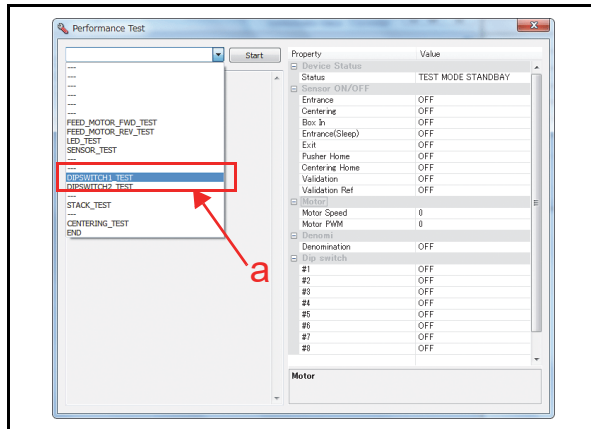 Performance Test
Start
---
---
---
---
---
FEED_MOTOR_FWD_TEST
FEED_MOTOR_REV_TEST
LED_TEST
SENSOR_TEST
---
---
DIPSWITCH1_TEST
DIPSWITCH2_TEST
---
STACK_TEST
---
CENTERING_TEST
END
a
Property Value
Device Status
Status TEST MODE STANDBAY
Sensor ON/OFF
Entrance OFF
Centering OFF
Box In OFF
Entrance(Sleep) OFF
Exit OFF
Pusher Home OFF
Centering Home OFF
Validation OFF
Validation Ref OFF
Motor
Motor Speed 0
Motor PWM 0
Denomi
Denomination OFF
Dip switch
#1 OFF
#2 OFF
#3 OFF
#4 OFF
#5 OFF
#6 OFF
#7 OFF
#8 OFF
Motor